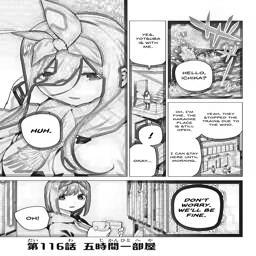 HELLO, ICHIKA?
YES, YOTSUBA IS WITH ME.
YEAH, THEY STOPPED THE TRAINS DUE TO THE WIND.
OH, I'M FINE. THE KARAOKE PLACE IS STILL OPEN.
I CAN STAY HERE UNTIL MORNING.
!
OKAY...
HUH.
DON'T WORRY. WE'LL BE FINE.
OH!
第116話 五時間一部屋